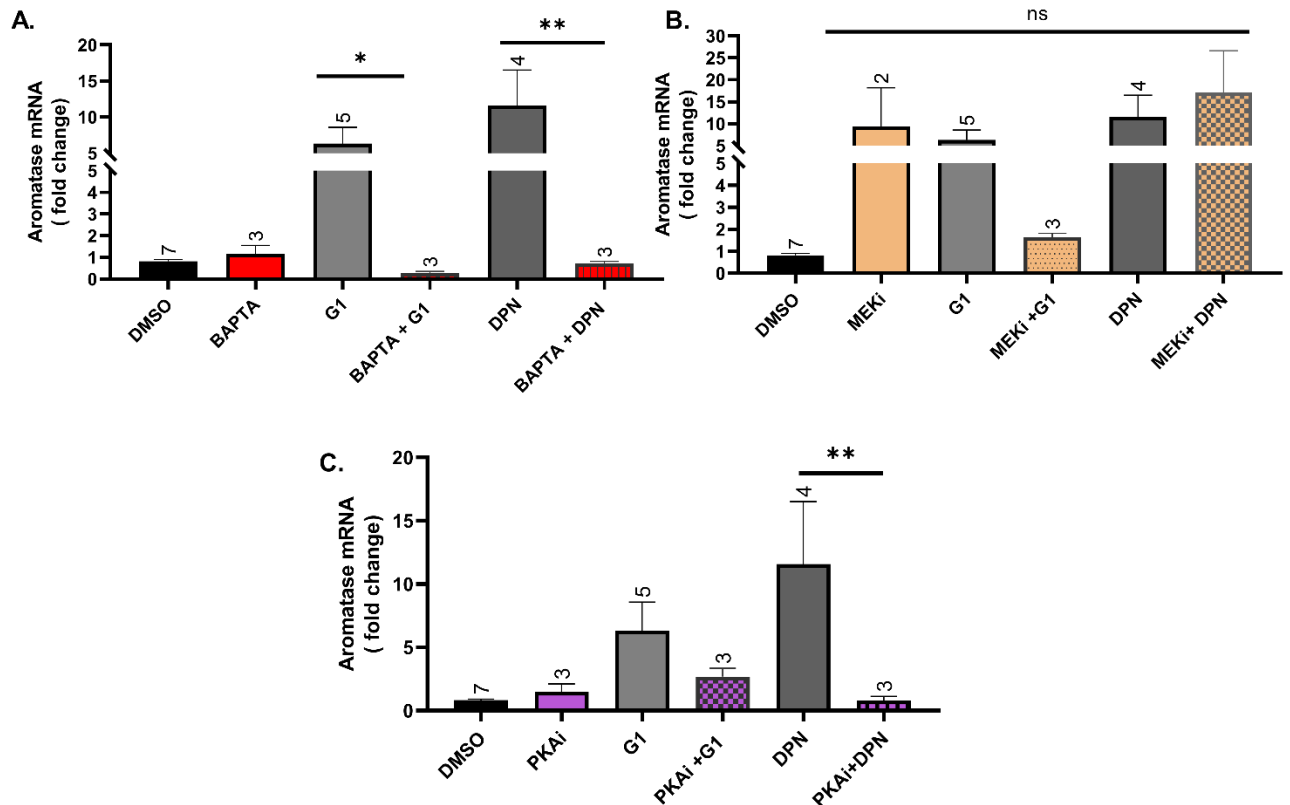 A.
Aromatase mRNA
( fold change)
20
15
10
5
5
4
3
2
1
0
*
**
7
3
5
3
4
3
DMSO
BAPTA
G1
BAPTA + G1
DPN
BAPTA + DPN
B.
ns
Aromatase mRNA
( fold change)
30
25
20
15
10
5
5
4
3
2
1
0
7
2
5
3
4
DMSO
MEKi
G1
MEKi +G1
DPN
MEKi+ DPN
C.
Aromatase mRNA
( fold change)
20
15
10
5
0
**
7
3
5
3
4
3
DMSO
PKAi
G1
PKAi +G1
DPN
PKAi+DPN